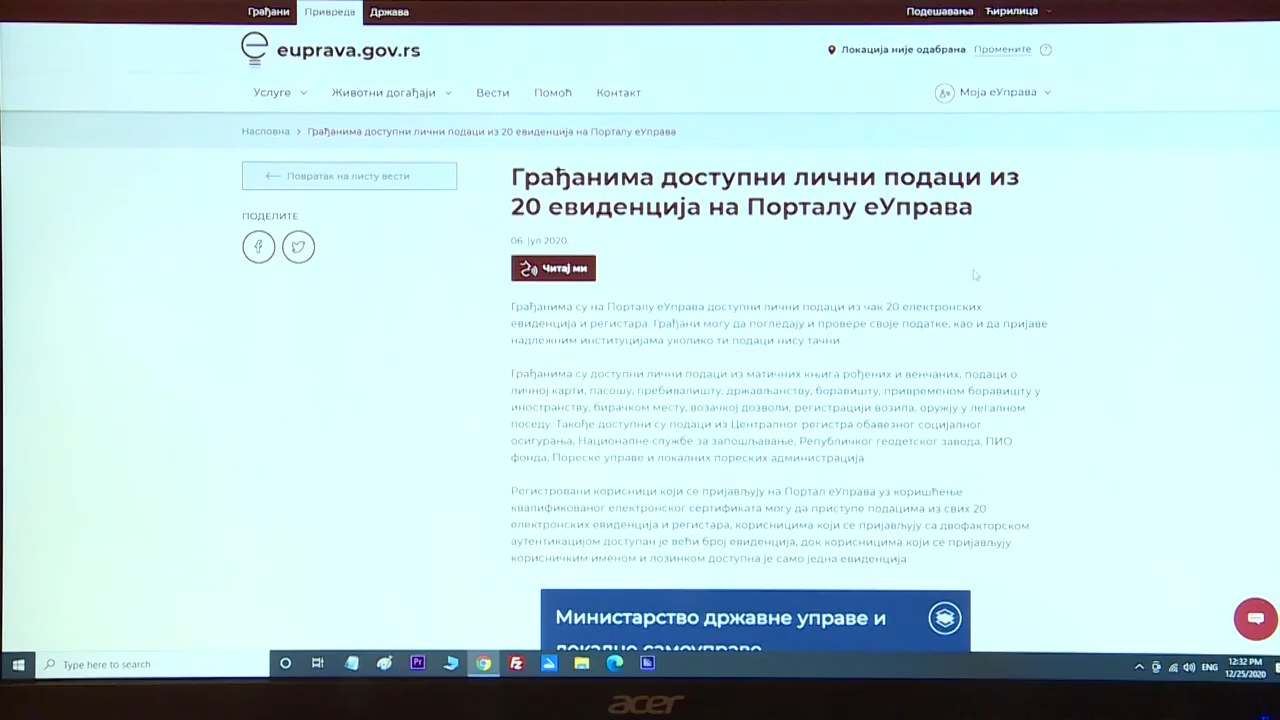 Грађани Привреда Држава
Подешавања Ћирилица
euprava.gov.rs
Локација није одабрана Промените ?
Услуге Животни догађаји Вести Помоћ Контакт
Моја еУправа
Насловна > Грађанима доступни лични подаци из 20 евиденција на Порталу еУправа
Повратак на листу вести
ПОДЕЛИТЕ
Грађанима доступни лични подаци из
20 евиденција на Порталу еУправа
06. јул 2020.
Читај ми
Грађанима су на Порталу еУправа доступни лични подаци из чак 20 електронских
евиденција и регистара. Грађани могу да погледају и провере своје податке, као и да пријаве
надлежним институцијама уколико ти подаци нису тачни.
Грађанима су доступни лични подаци из матичних књига рођених и венчаних, подаци о
личној карти, пасошу, пребивалишту, држављанству, боравишту, привременом боравишту у
иностранству, бирачком месту, возачкој дозволи, регистрацији возила, оружју у легалном
поседу. Такође доступни су подаци из Централног регистра обавезног социјалног
осигурања, Националне службе за запошљавање, Републичког геодетског завода, ПИО
фонда, Пореске управе и локалних пореских администрација.
Регистровани корисници који се пријављују на Портал еУправа уз коришћење
квалификованог електронског сертификата могу да приступе подацима из свих 20
електронских евиденција и регистара, корисницима који се пријављују са двофакторском
аутентикацијом доступан је већи број евиденција, док корисницима који се пријављују
корисничким именом и лозинком доступна је само једна евиденција.
Министарство државне управе и
локалне самоуправе
Type here to search
Pr
ENG
12:32 PM
12/25/2020
acer